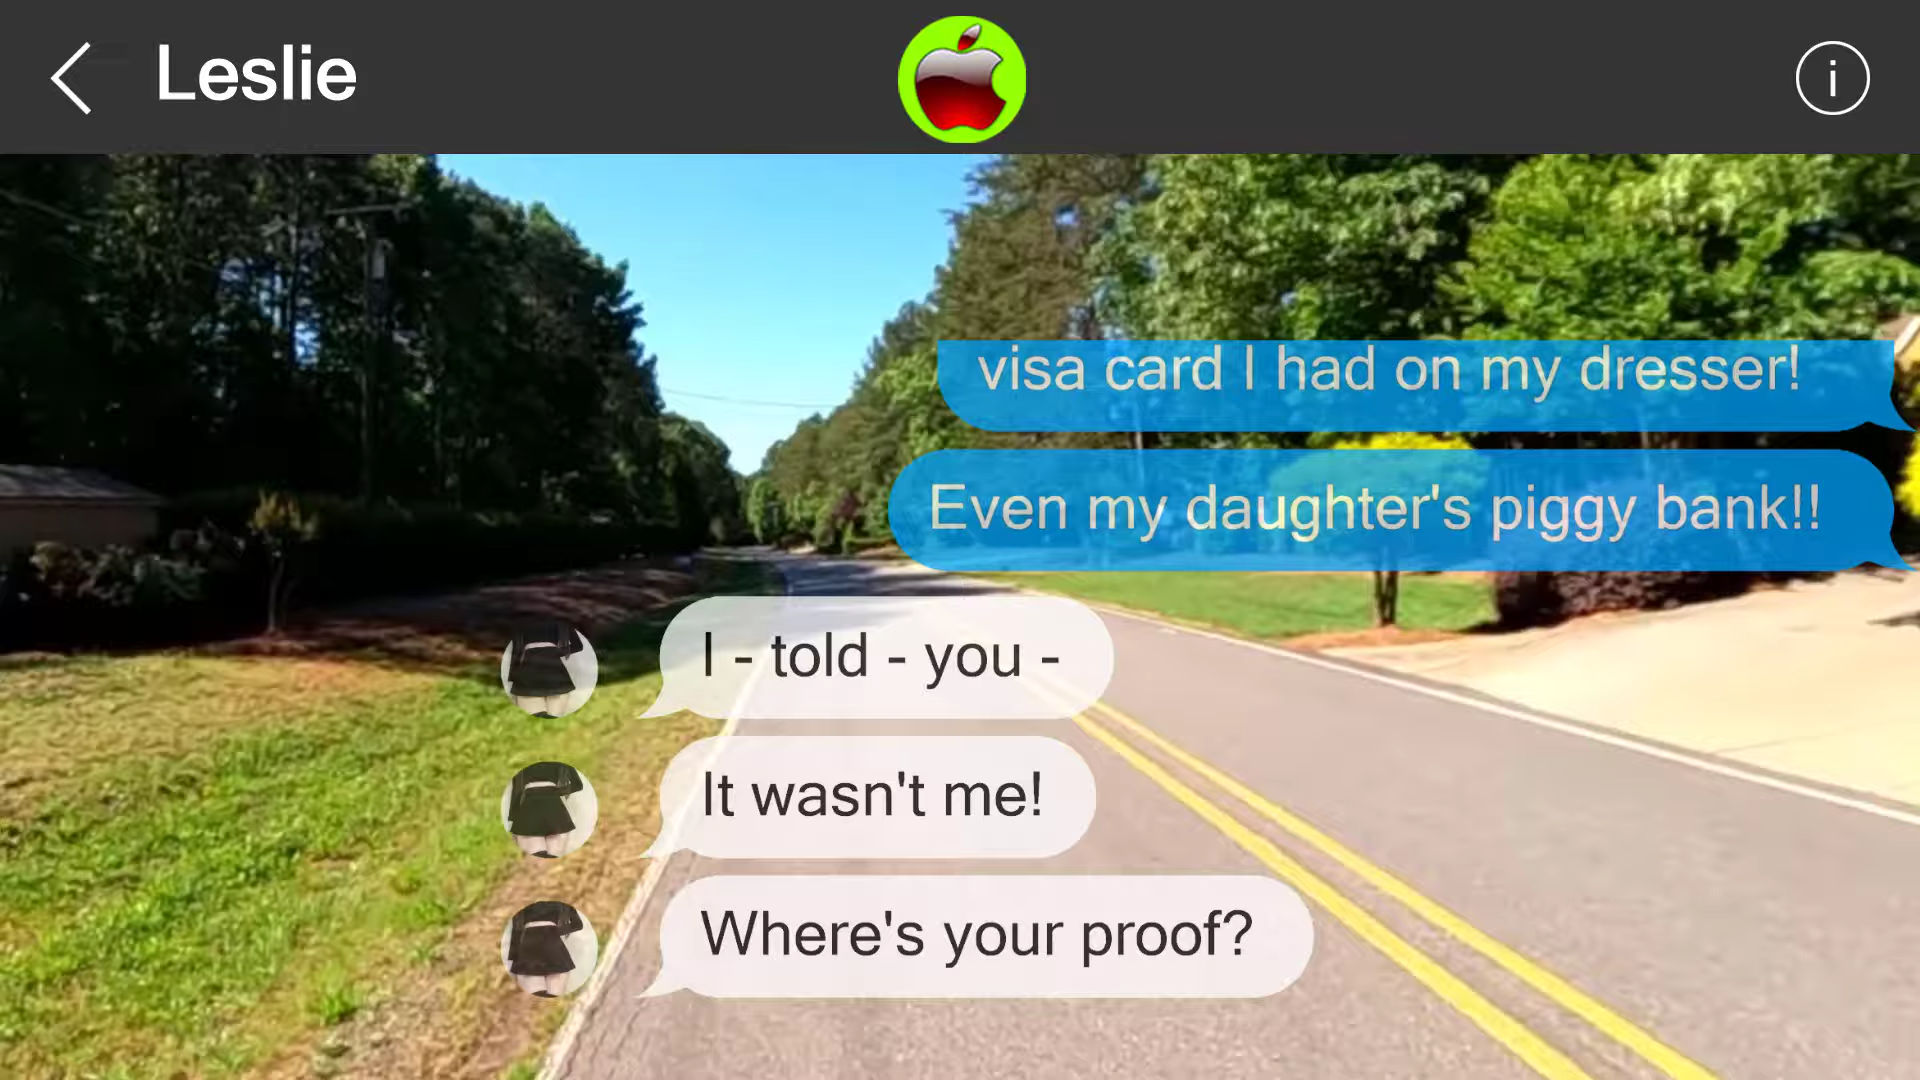 Leslie
i
visa card I had on my dresser!
Even my daughter's piggy bank!!
I - told - you -
It wasn't me!
Where's your proof?